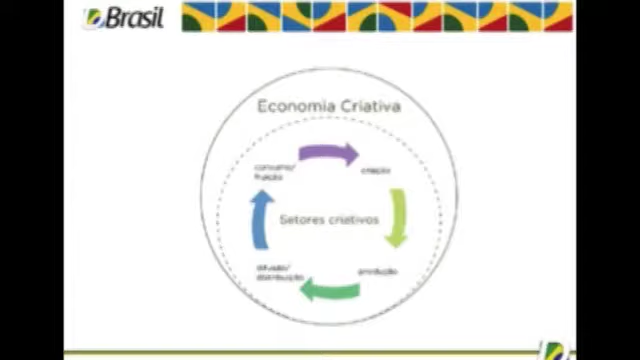 Brasil
Economia Criativa
consumo/
fruição
criação
Setores criativos
difusão/
distribuição
produção